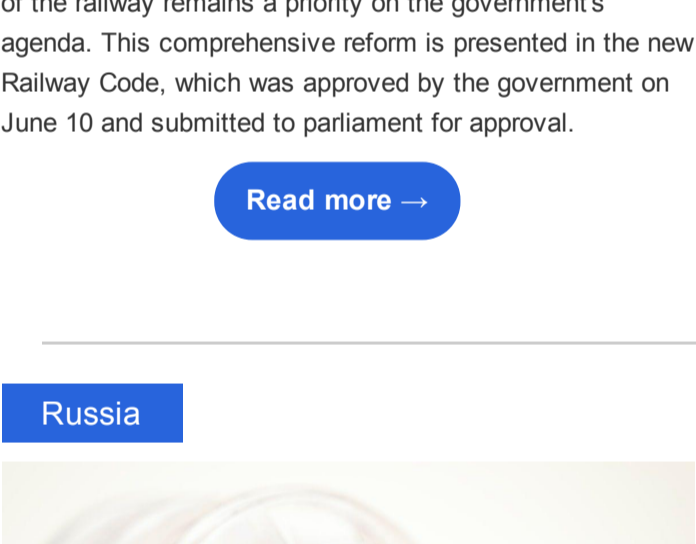 of the railway remains a priority on the government's
agenda. This comprehensive reform is presented in the new
Railway Code, which was approved by the government on
June 10 and submitted to parliament for approval.
Read more →
Russia